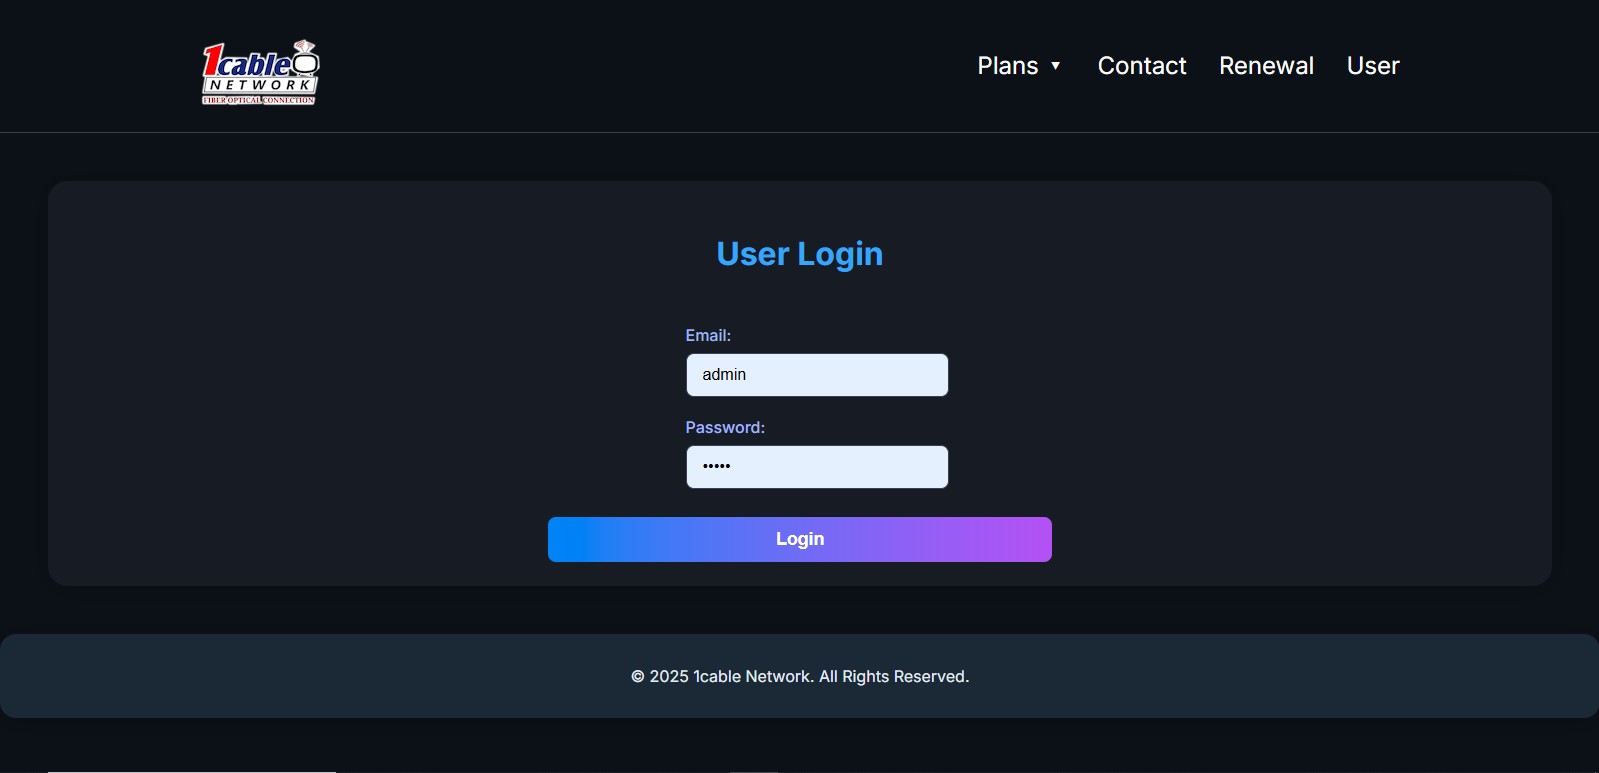 1cable
NETWORK
FIBER OPTICAL CONNECTION
Plans ▼ Contact Renewal User
User Login
Email:
admin
Password:
•••••
Login
© 2025 1cable Network. All Rights Reserved.